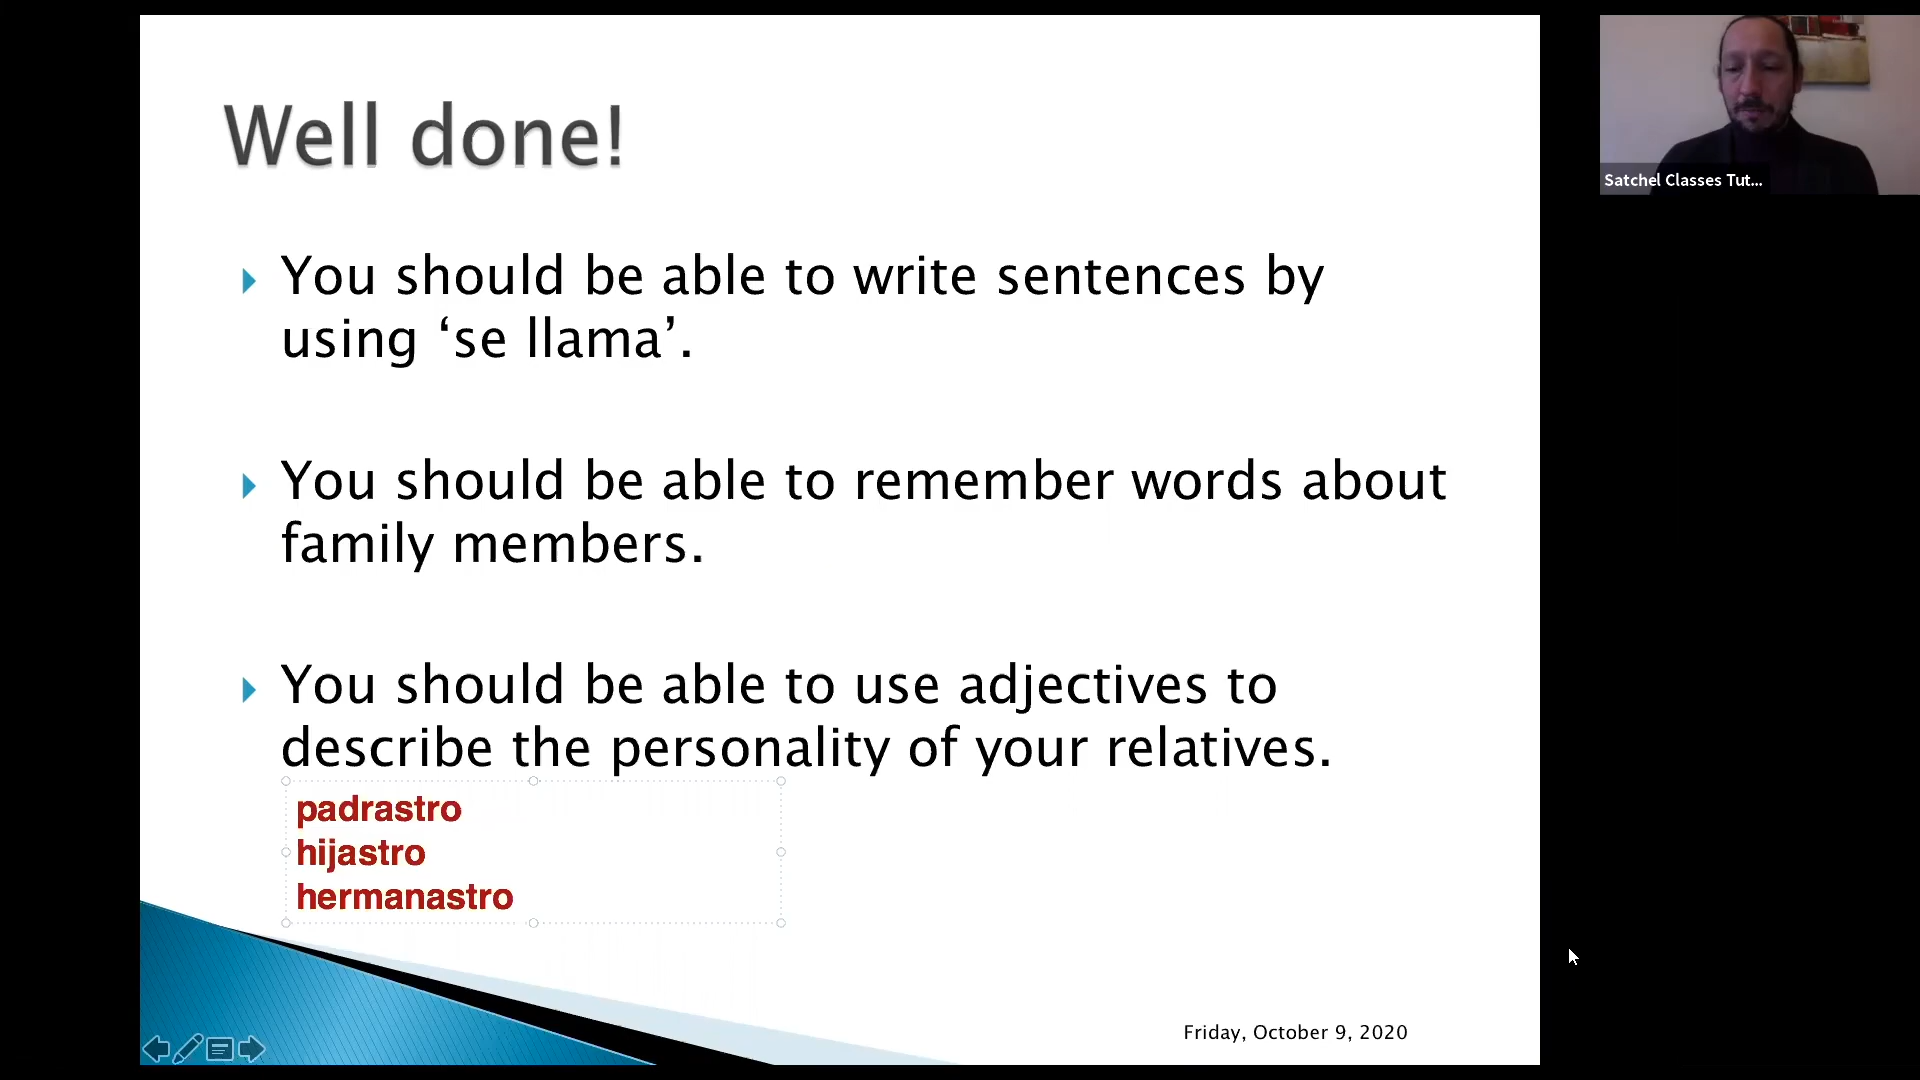 Well done!
You should be able to write sentences by
using ‘se llama’.
You should be able to remember words about
family members.
You should be able to use adjectives to
describe the personality of your relatives.
padrastro
hijastro
hermanastro
Friday, October 9, 2020
Satchel Classes Tut...